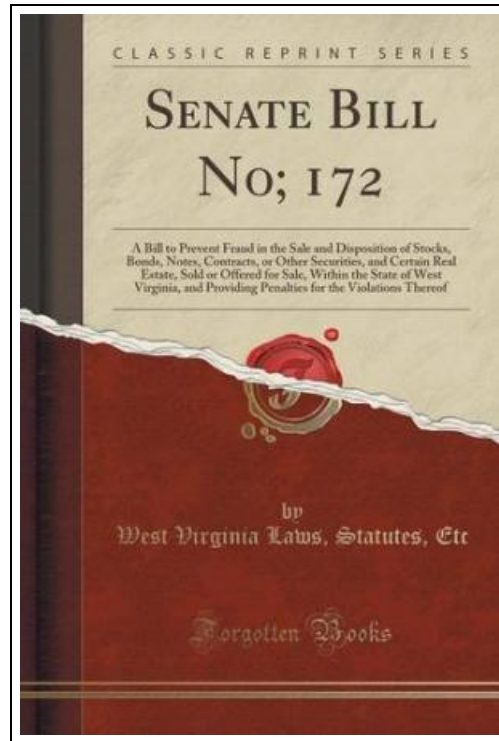 CLASSIC REPRINT SERIES
SENATE BILL
NO; 172
A Bill to Prevent Fraud in the Sale and Disposition of Stocks,
Bonds, Notes, Contracts, or Other Securities, and Certain Real
Estate, Sold or Offered for Sale, Within the State of West
Virginia, and Providing Penalties for the Violations Thereof
by
West Virginia Laws, Statutes, Etc
Forgotten Books